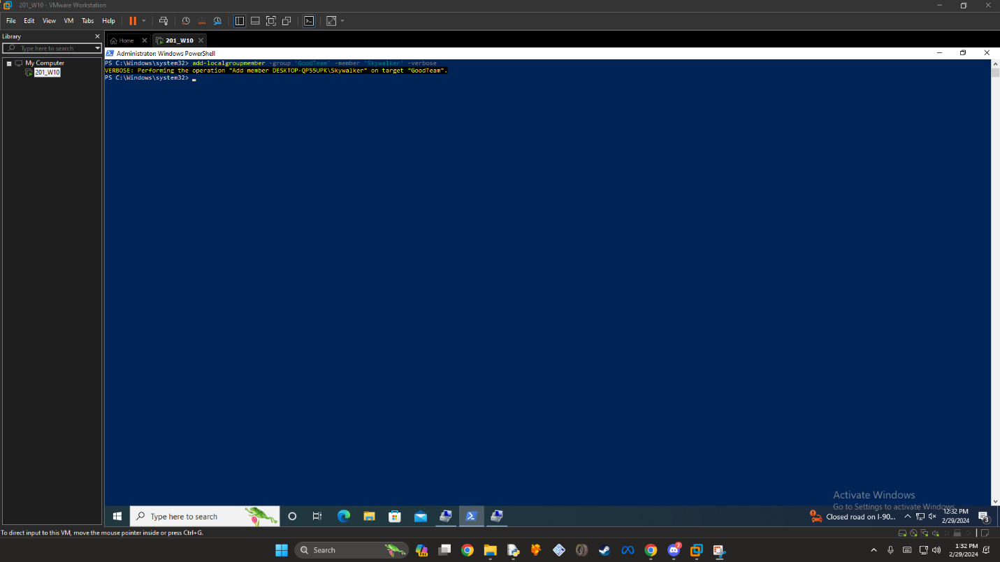 201_W10 - VMware Workstation
File Edit View VM Tabs Help
Library
Type here to search
My Computer
201_W10
Home
201_W10
Administrator: Windows PowerShell
PS C:\Windows\system32> add-localgroupmember -group 'GoodTeam' -member 'Skywalker' -verbose
VERBOSE: Performing the operation "Add member DESKTOP-QP55UPK\Skywalker" on target "GoodTeam".
PS C:\Windows\system32>
Activate Windows
Go to Settings to activate Windows.
Type here to search
Closed road on I-90...
12:32 PM
2/29/2024
3
To direct input to this VM, move the mouse pointer inside or press Ctrl+G.
Search
PRE
7
1:32 PM
2/29/2024